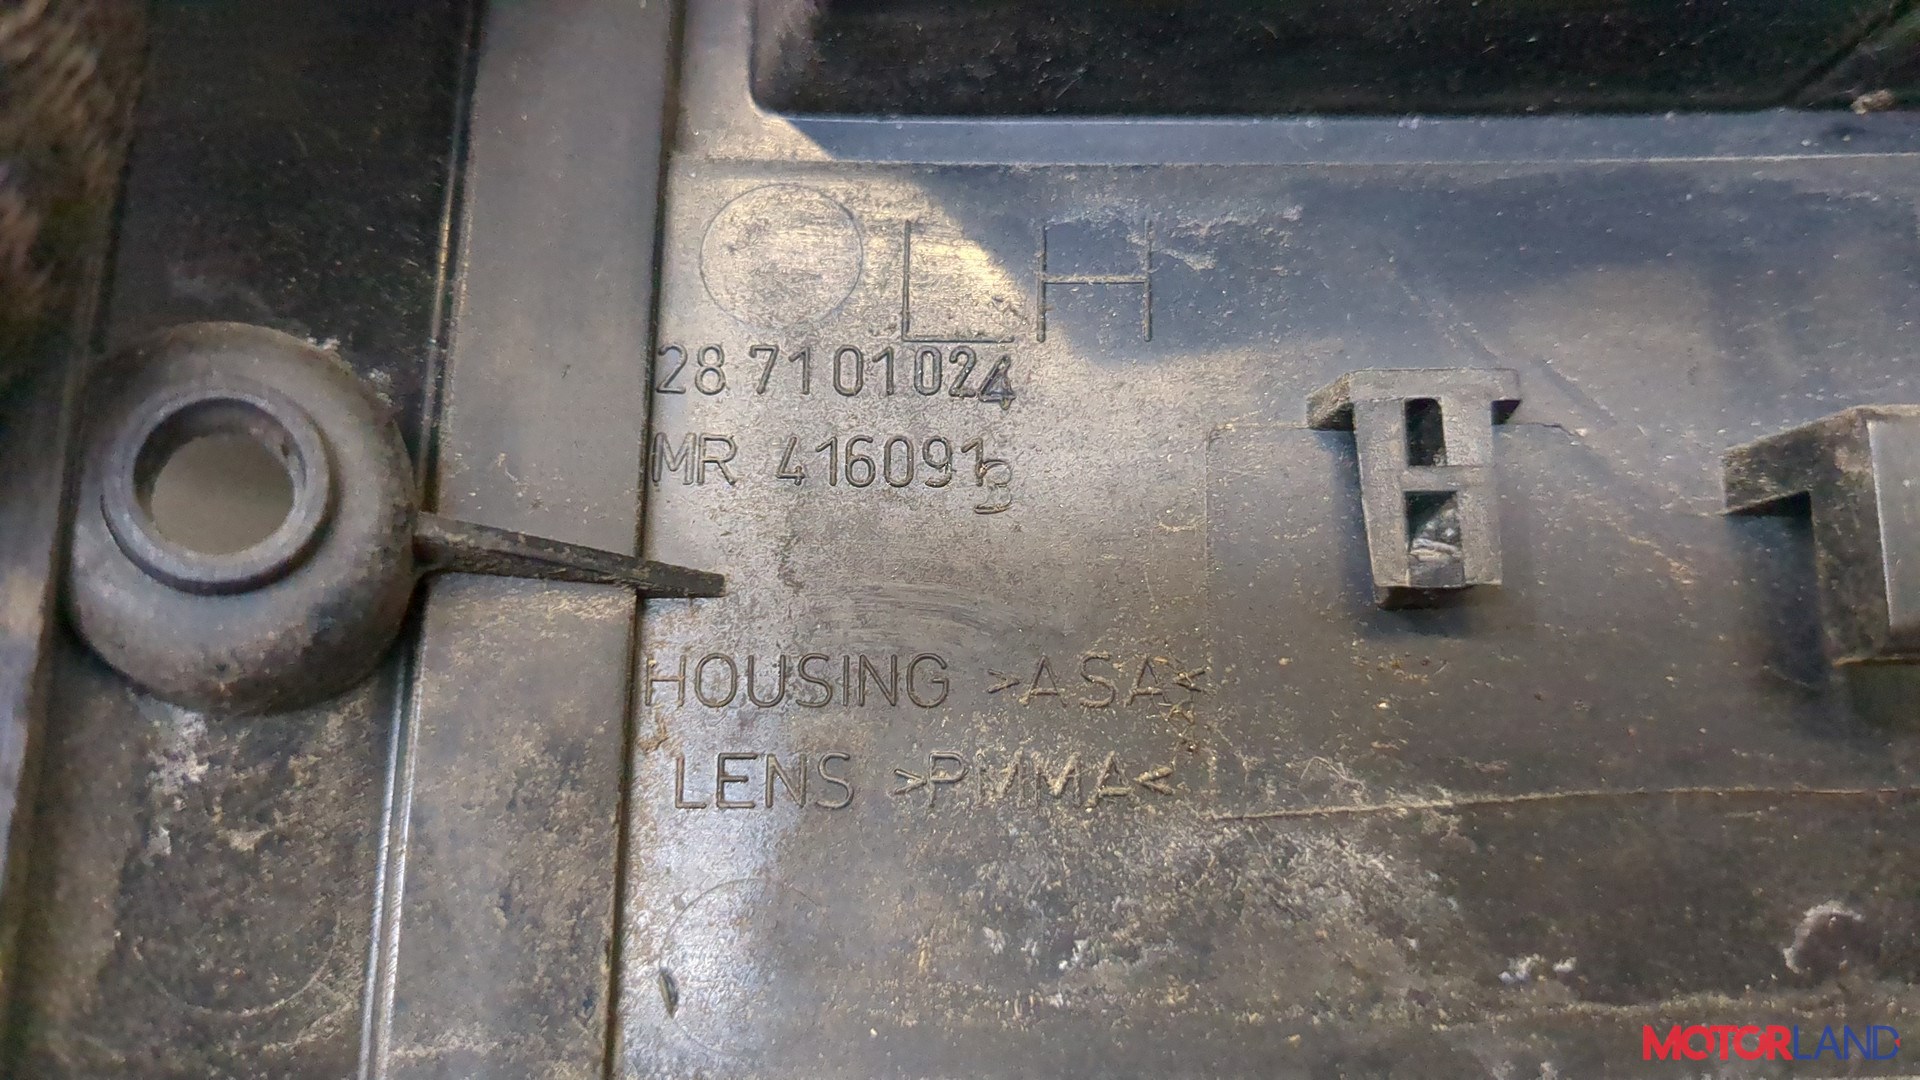 LH
28 7101024
MR 416091
B
HOUSING >ASA<
LENS >PMMA<
MOTORLAND